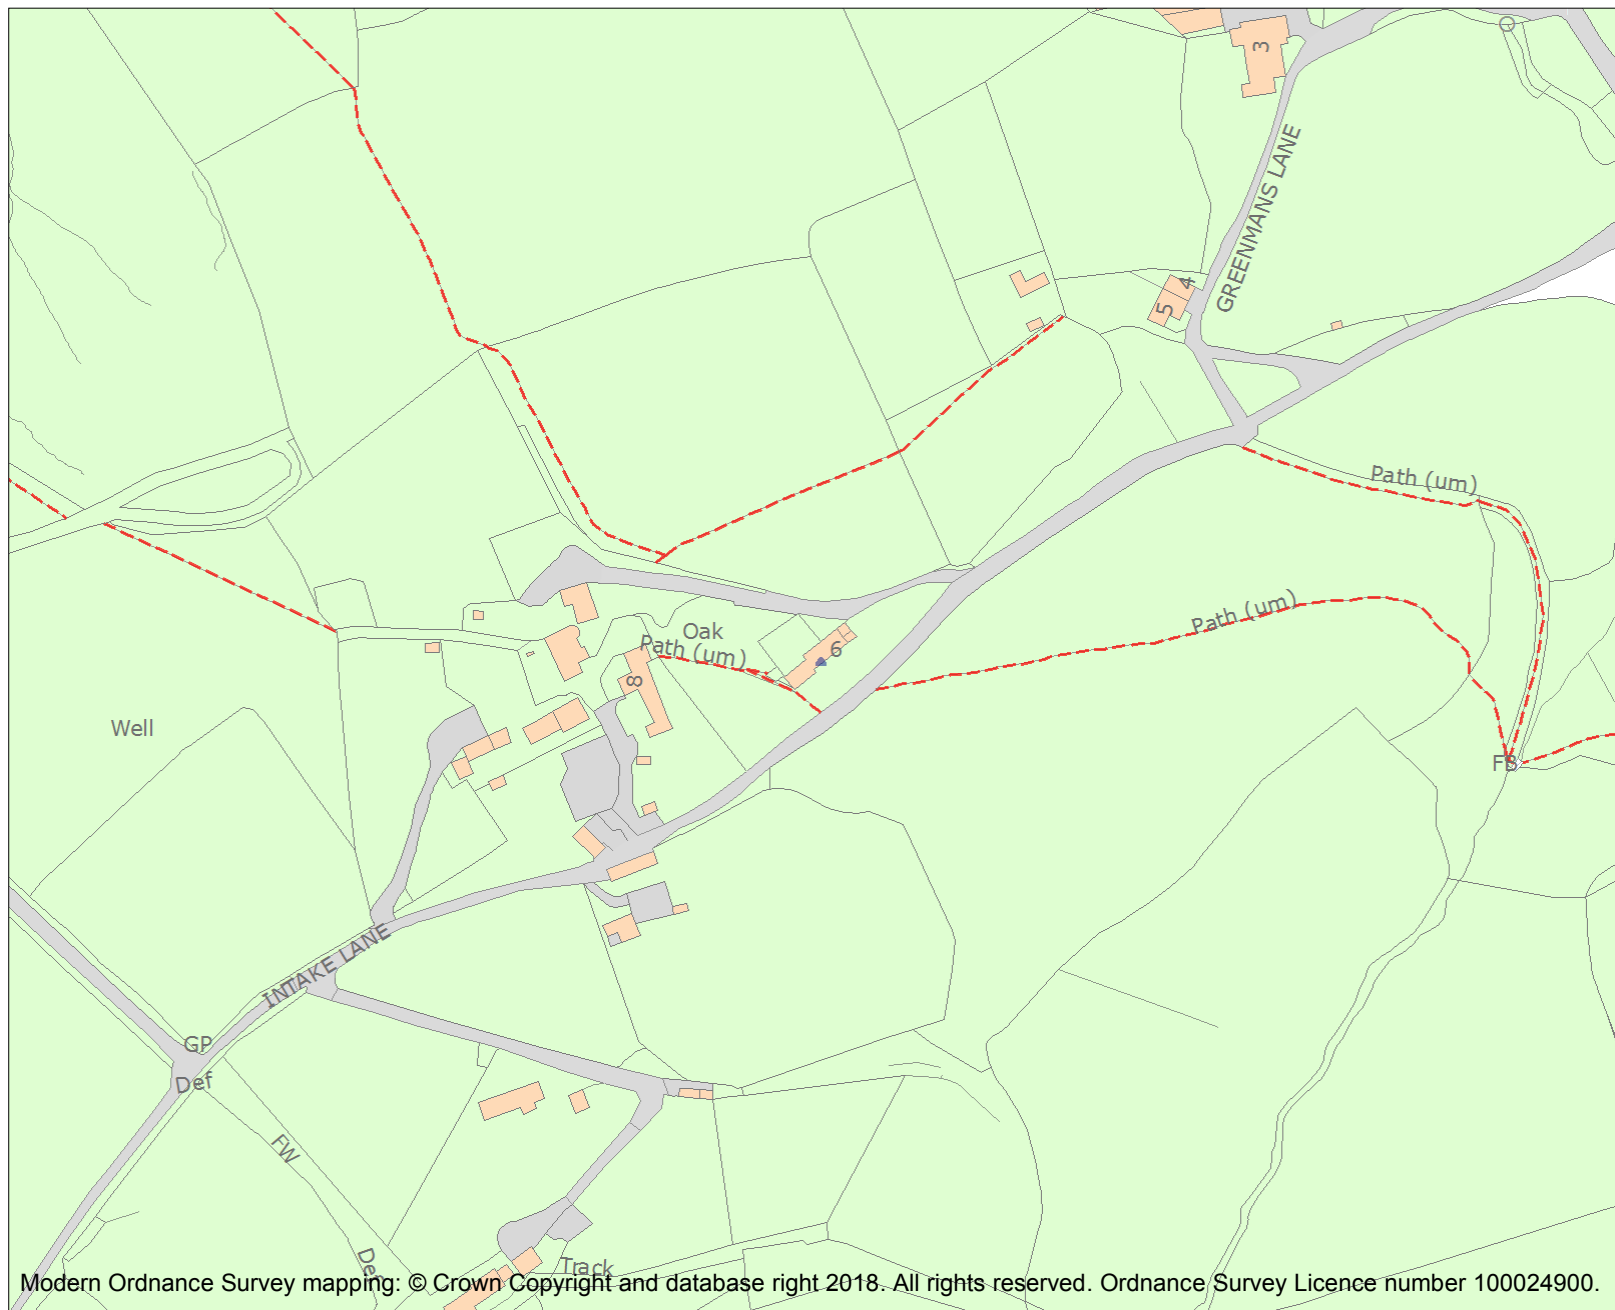 3
GREENMANS LANE
4
5
Path (um)
Path (um)
Oak
Path (um)
6
8
Well
FB
INTAKE LANE
GP
Def
FW
Def
Track
Modern Ordnance Survey mapping: © Crown Copyright and database right 2018. All rights reserved. Ordnance Survey Licence number 100024900.